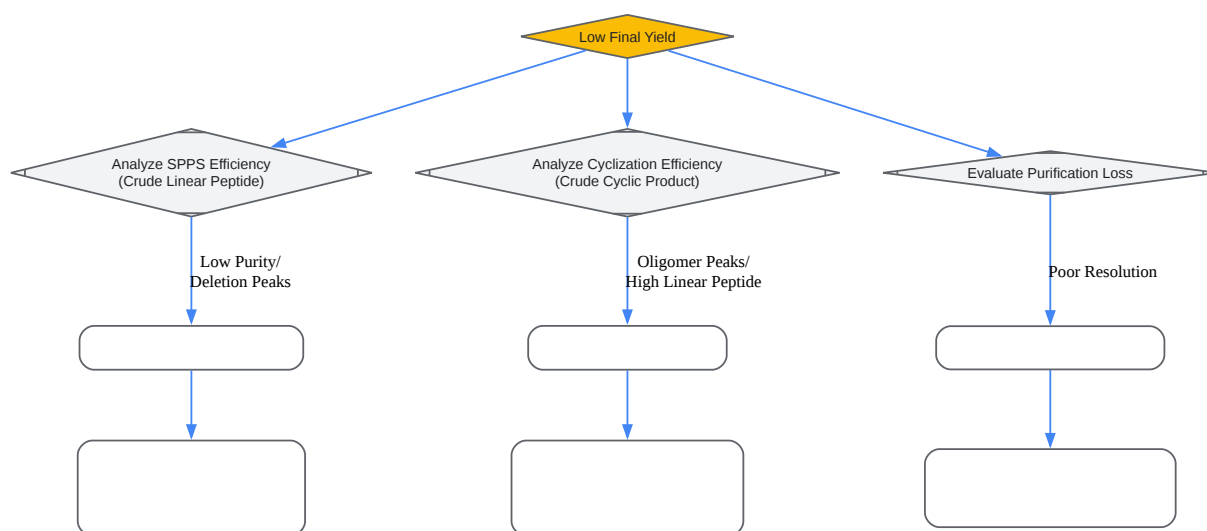 Low Final Yield
Analyze SPPS Efficiency
(Crude Linear Peptide)
Analyze Cyclization Efficiency
(Crude Cyclic Product)
Evaluate Purification Loss
Low Purity/
Deletion Peaks
Oligomer Peaks/
High Linear Peptide
Poor Resolution